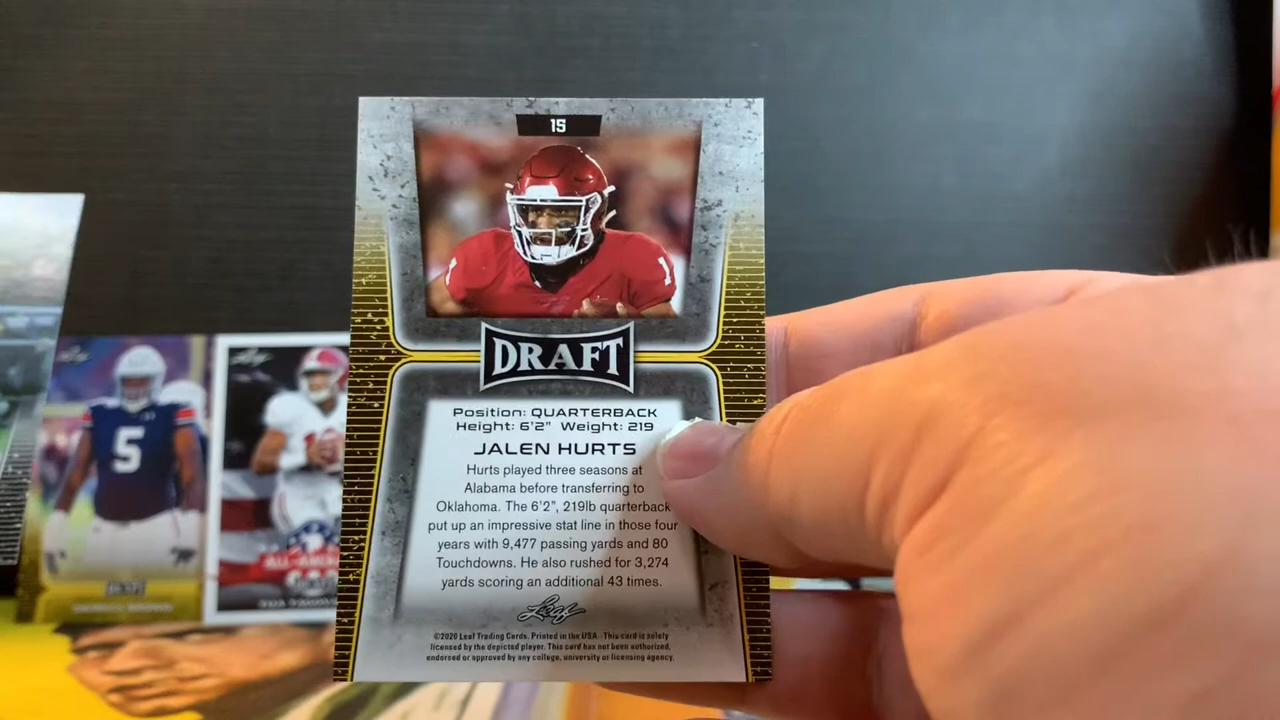 15
1
1
DRAFT
Position: QUARTERBACK
Height: 6'2" Weight: 219
JALEN HURTS
Hurts played three seasons at
Alabama before transferring to
Oklahoma. The 6'2", 219lb quarterback
put up an impressive stat line in those four
years with 9,477 passing yards and 80
Touchdowns. He also rushed for 3,274
yards scoring an additional 43 times.
Leaf
©2020 Leaf Trading Cards. Printed in the USA. This card is solely
licensed by the depicted player. This card has not been authorized,
endorsed or approved by any college, university or licensing agency.
Leaf
5
Leaf